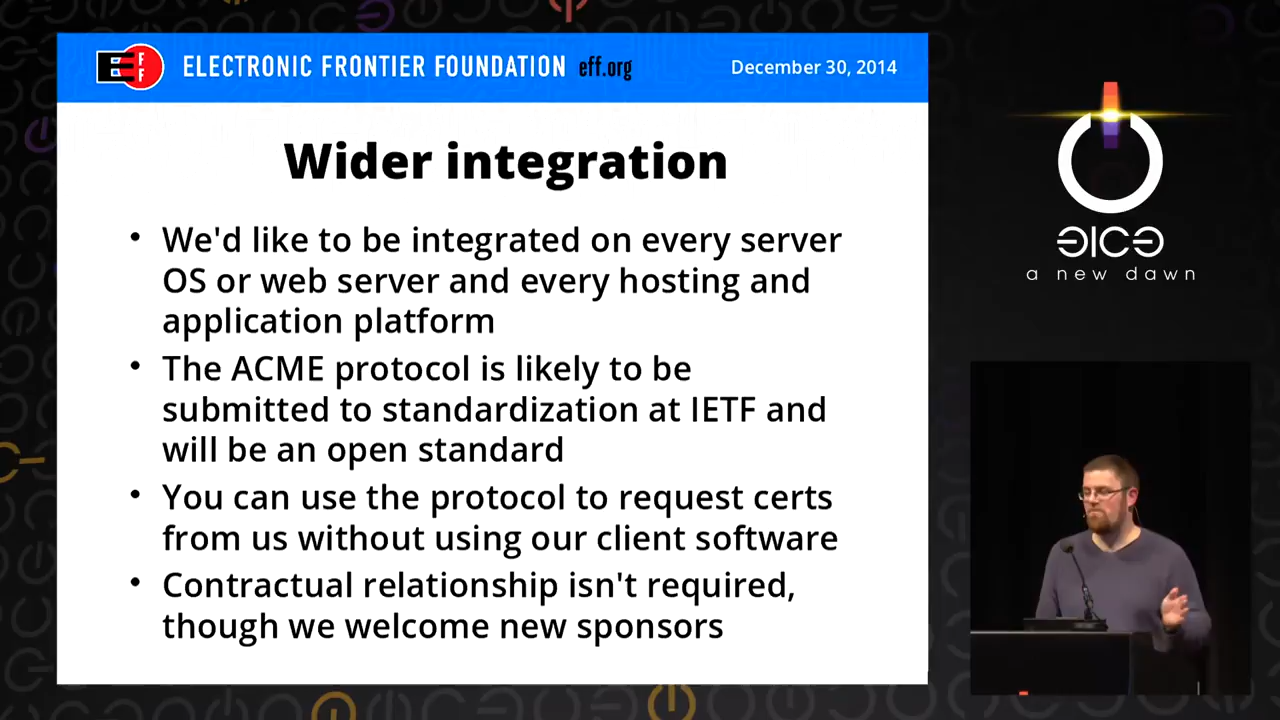 EFF ELECTRONIC FRONTIER FOUNDATION eff.org December 30, 2014
Wider integration
• We'd like to be integrated on every server
OS or web server and every hosting and
application platform
• The ACME protocol is likely to be
submitted to standardization at IETF and
will be an open standard
• You can use the protocol to request certs
from us without using our client software
• Contractual relationship isn't required,
though we welcome new sponsors
31C3
a new dawn